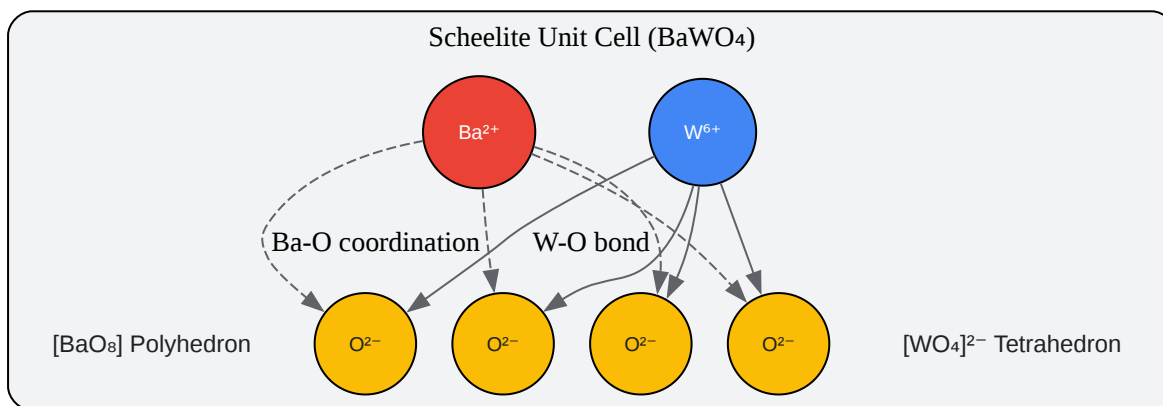 Scheelite Unit Cell (BaWO₄)
Ba²⁺
W⁶⁺
Ba-O coordination
W-O bond
[BaO₈] Polyhedron
O²⁻
O²⁻
O²⁻
O²⁻
[WO₄]²⁻ Tetrahedron